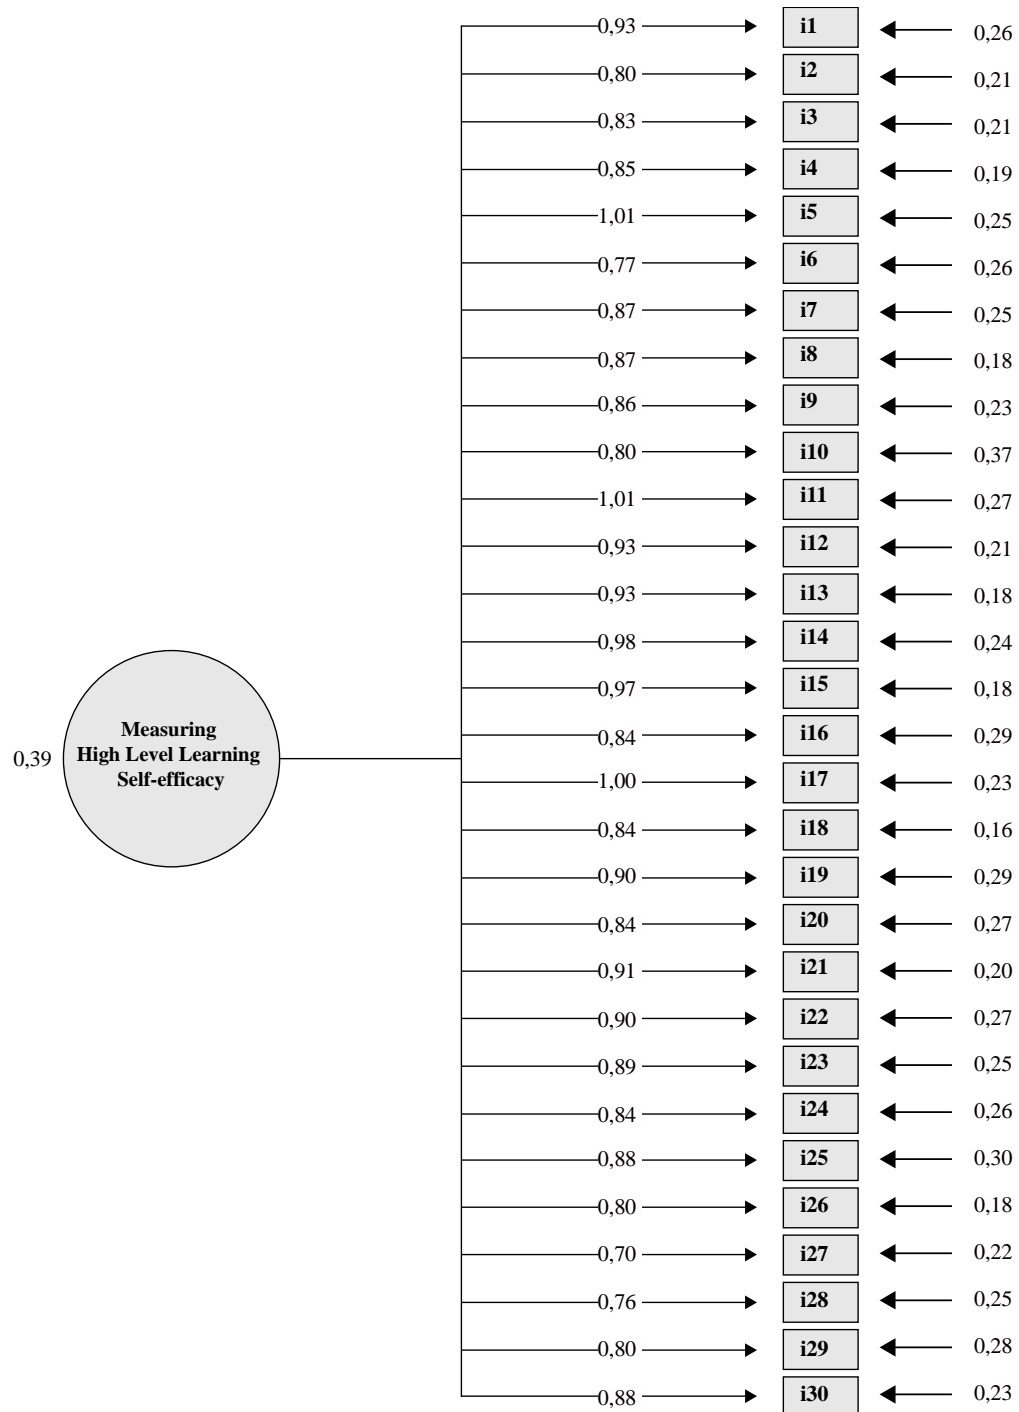 0,93 i1 0,26
0,80 i2 0,21
0,83 i3 0,21
0,85 i4 0,19
1,01 i5 0,25
0,77 i6 0,26
0,87 i7 0,25
0,87 i8 0,18
0,86 i9 0,23
0,80 i10 0,37
1,01 i11 0,27
0,93 i12 0,21
0,93 i13 0,18
0,98 i14 0,24
0,97 i15 0,18
0,39
Measuring
High Level Learning
Self-efficacy
0,84 i16 0,29
1,00 i17 0,23
0,84 i18 0,16
0,90 i19 0,29
0,84 i20 0,27
0,91 i21 0,20
0,90 i22 0,27
0,89 i23 0,25
0,84 i24 0,26
0,88 i25 0,30
0,80 i26 0,18
0,70 i27 0,22
0,76 i28 0,25
0,80 i29 0,28
0,88 i30 0,23